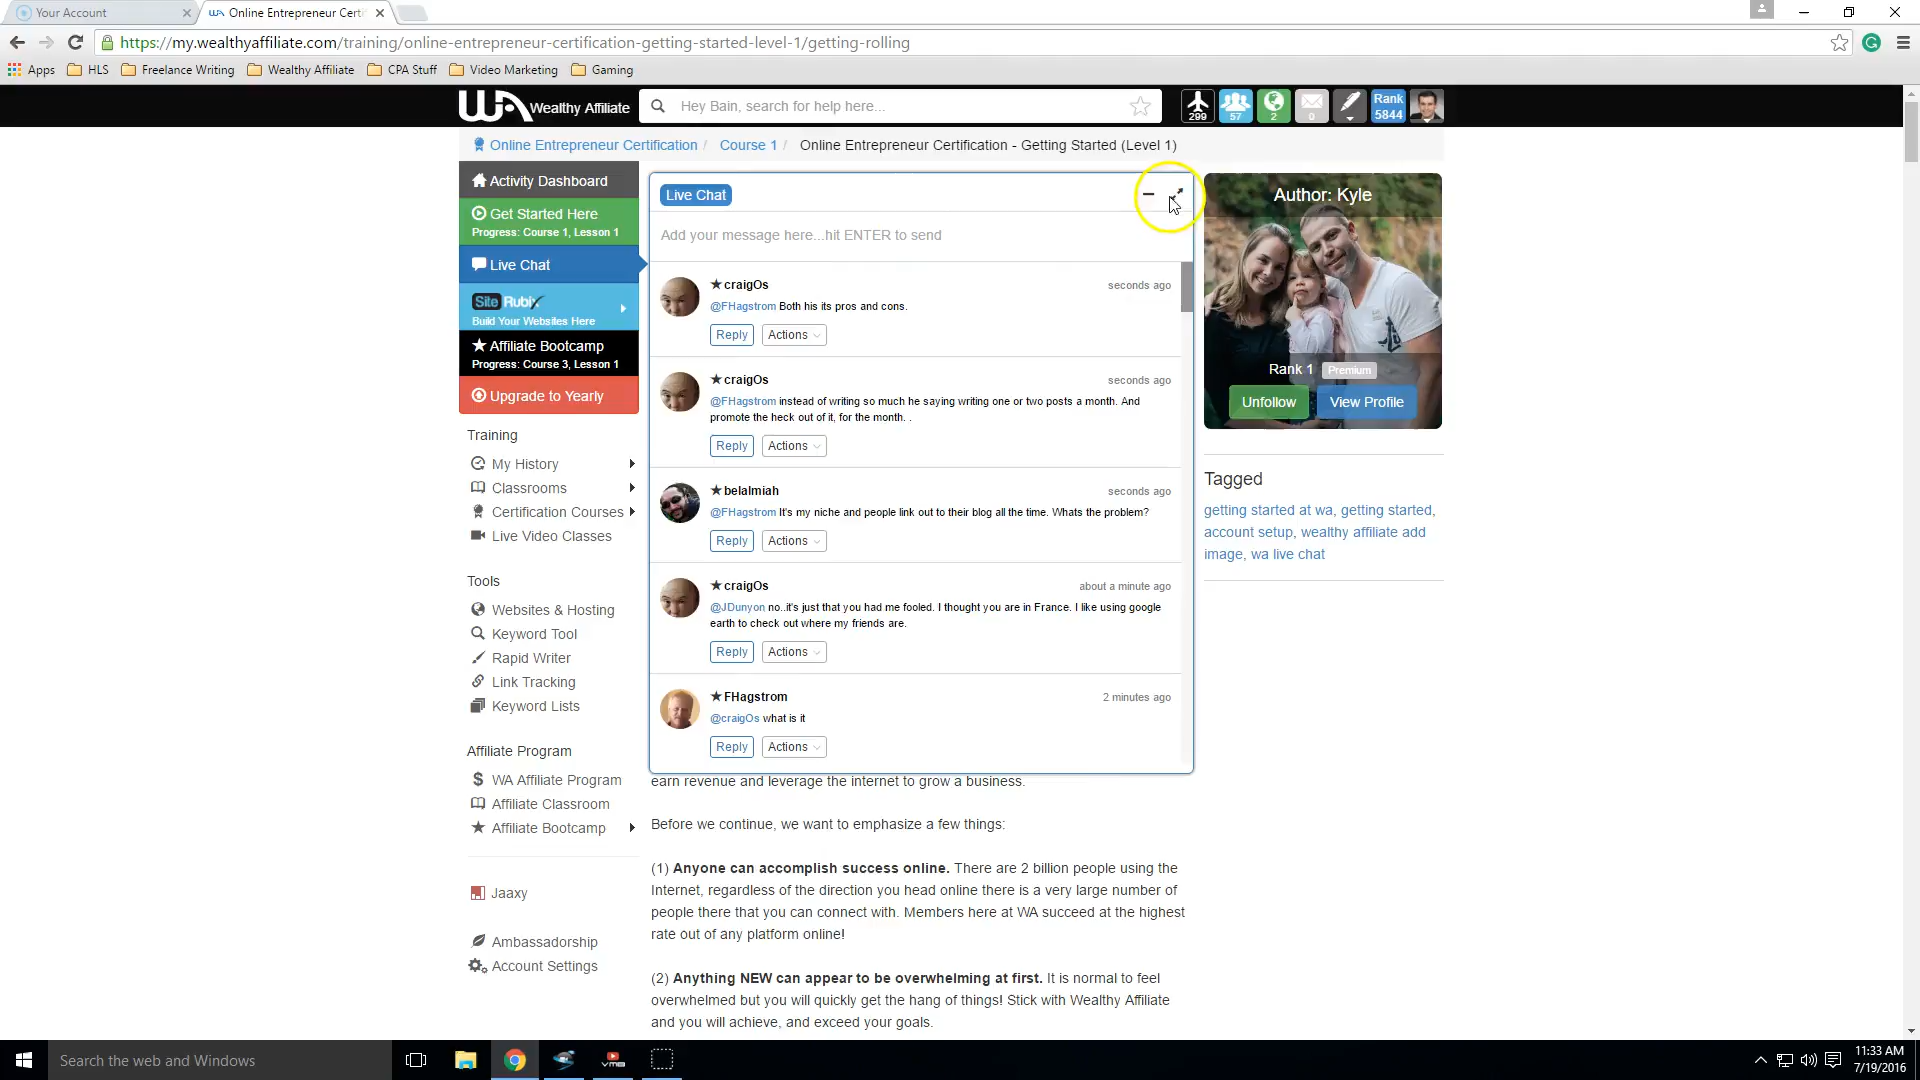 Your Account
Online Entrepreneur Certif
https://my.wealthyaffiliate.com/training/online-entrepreneur-certification-getting-started-level-1/getting-rolling
Apps HLS Freelance Writing Wealthy Affiliate CPA Stuff Video Marketing Gaming
WA Wealthy Affiliate
Hey Bain, search for help here...
299
57
2
0
Rank
5844
Online Entrepreneur Certification / Course 1 / Online Entrepreneur Certification - Getting Started (Level 1)
Activity Dashboard
Get Started Here
Progress: Course 1, Lesson 1
Live Chat
Site Rubix
Build Your Websites Here
Affiliate Bootcamp
Progress: Course 3, Lesson 1
Upgrade to Yearly
Training
My History
Classrooms
Certification Courses
Live Video Classes
Tools
Websites & Hosting
Keyword Tool
Rapid Writer
Link Tracking
Keyword Lists
Affiliate Program
WA Affiliate Program
Affiliate Classroom
Affiliate Bootcamp
Jaaxy
Ambassadorship
Account Settings
Live Chat
Add your message here...hit ENTER to send
craigOs seconds ago
@FHagstrom Both his its pros and cons.
Reply Actions
craigOs seconds ago
@FHagstrom instead of writing so much he saying writing one or two posts a month. And
promote the heck out of it, for the month. .
Reply Actions
belalmiah seconds ago
@FHagstrom It's my niche and people link out to their blog all the time. Whats the problem?
Reply Actions
craigOs about a minute ago
@JDunyon no..it's just that you had me fooled. I thought you are in France. I like using google
earth to check out where my friends are.
Reply Actions
FHagstrom 2 minutes ago
@craigOs what is it
Reply Actions
earn revenue and leverage the internet to grow a business.
Before we continue, we want to emphasize a few things:
(1) Anyone can accomplish success online. There are 2 billion people using the
Internet, regardless of the direction you head online there is a very large number of
people there that you can connect with. Members here at WA succeed at the highest
rate out of any platform online!
(2) Anything NEW can appear to be overwhelming at first. It is normal to feel
overwhelmed but you will quickly get the hang of things! Stick with Wealthy Affiliate
and you will achieve, and exceed your goals.
Author: Kyle
Rank 1 Premium
Unfollow View Profile
Tagged
getting started at wa, getting started,
account setup, wealthy affiliate add
image, wa live chat
Search the web and Windows
11:33 AM
7/19/2016